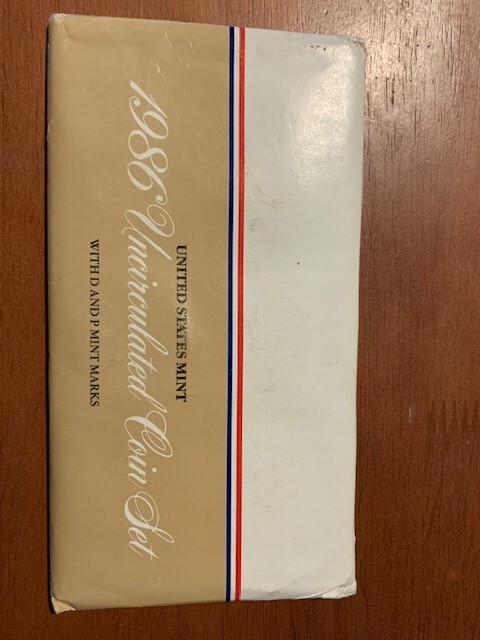 UNITED STATES MINT
1986 Uncirculated Coin Set
WITH D AND P MINT MARKS